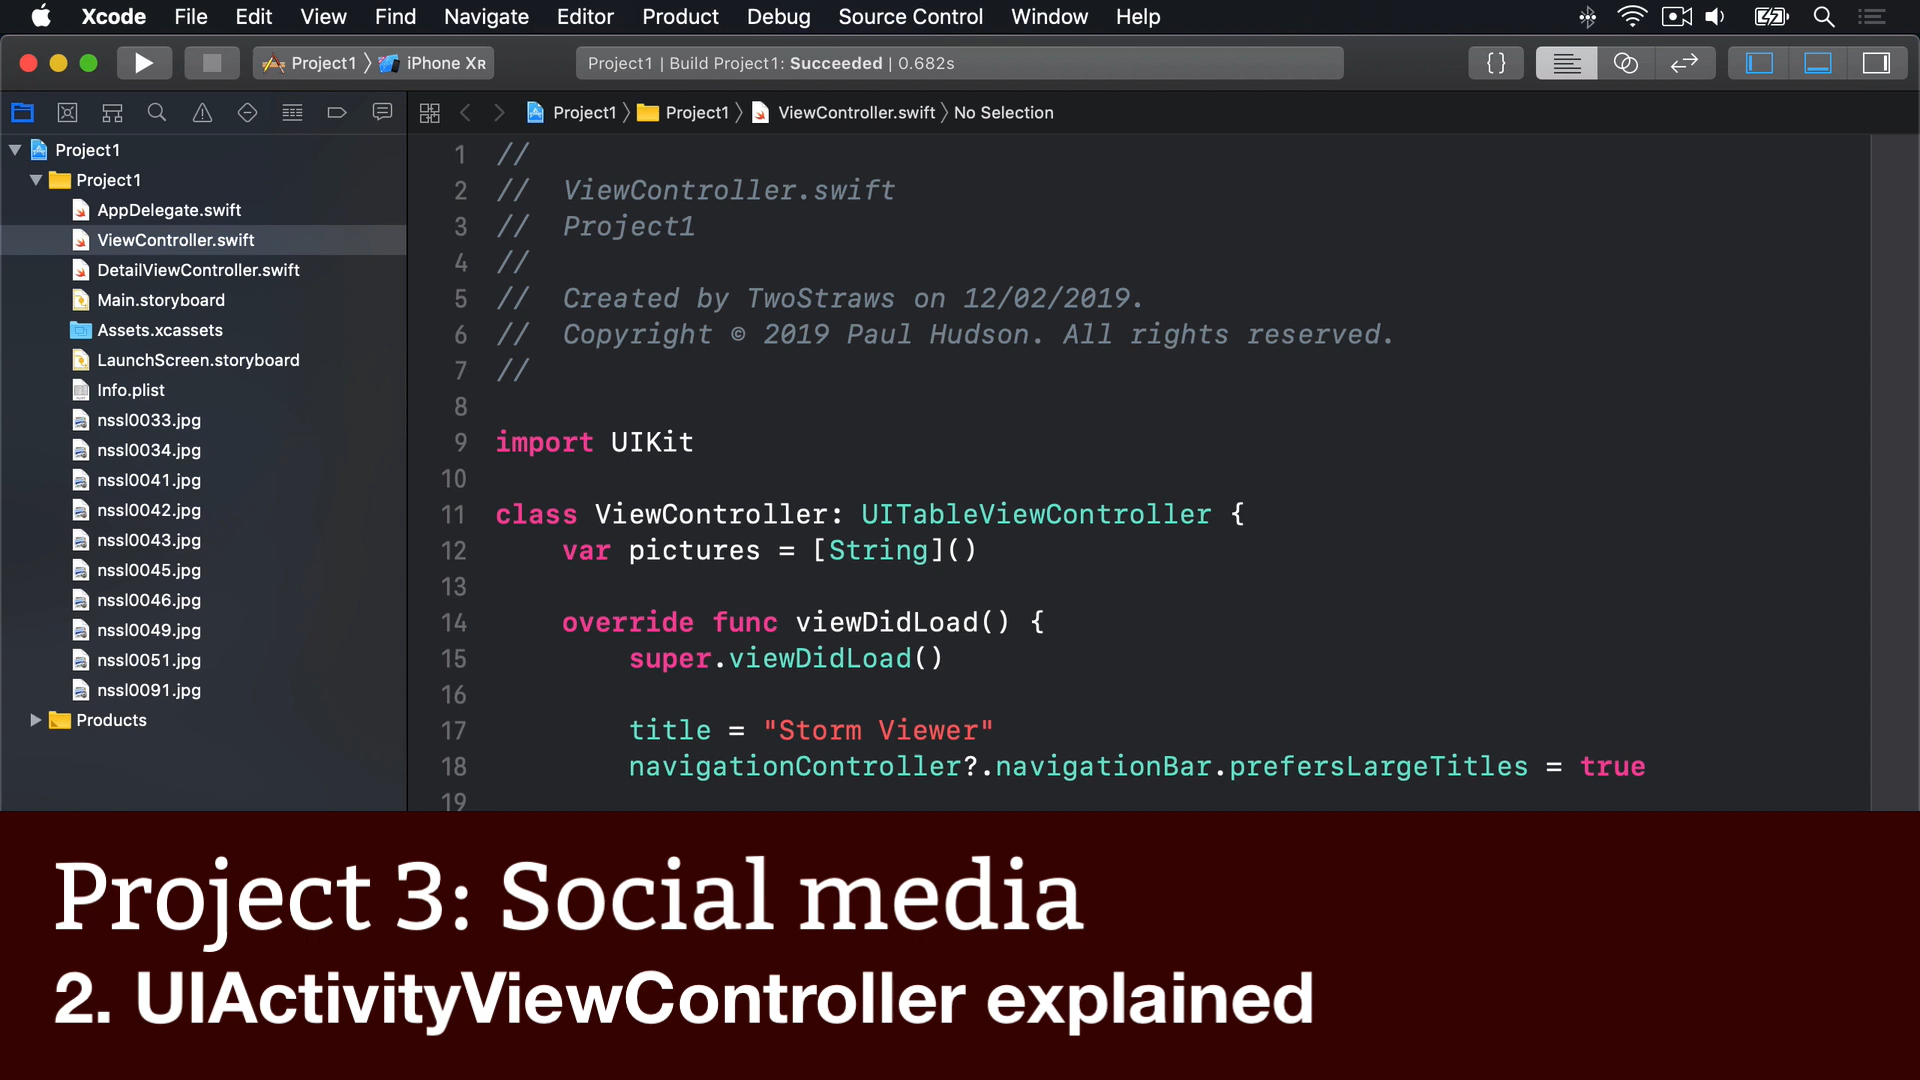 Xcode File Edit View Find Navigate Editor Product Debug Source Control Window Help
Project1 iPhone XR Project1 | Build Project1: Succeeded | 0.682s {}
Project1 Project1 ViewController.swift No Selection
Project1
Project1
AppDelegate.swift
ViewController.swift
DetailViewController.swift
Main.storyboard
Assets.xcassets
LaunchScreen.storyboard
Info.plist
nssl0033.jpg
nssl0034.jpg
nssl0041.jpg
nssl0042.jpg
nssl0043.jpg
nssl0045.jpg
nssl0046.jpg
nssl0049.jpg
nssl0051.jpg
nssl0091.jpg
Products
1 //
2 // ViewController.swift
3 // Project1
4 //
5 // Created by TwoStraws on 12/02/2019.
6 // Copyright © 2019 Paul Hudson. All rights reserved.
7 //
8
9 import UIKit
10
11 class ViewController: UITableViewController {
12 var pictures = [String]()
13
14 override func viewDidLoad() {
15 super.viewDidLoad()
16
17 title = "Storm Viewer"
18 navigationController?.navigationBar.prefersLargeTitles = true
19
Project 3: Social media
2. UIActivityViewController explained